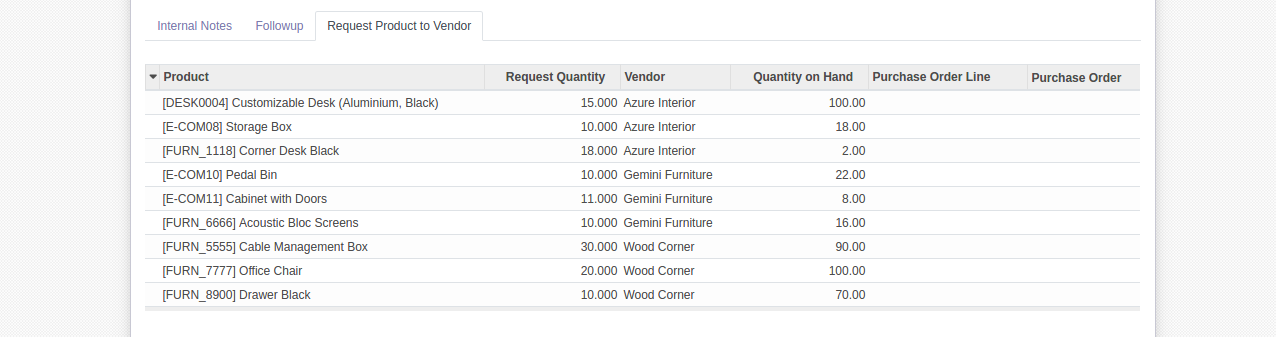 Internal Notes Followup Request Product to Vendor
Product Request Quantity Vendor Quantity on Hand Purchase Order Line Purchase Order
[DESK0004] Customizable Desk (Aluminium, Black) 15.000 Azure Interior 100.00
[E-COM08] Storage Box 10.000 Azure Interior 18.00
[FURN_1118] Corner Desk Black 18.000 Azure Interior 2.00
[E-COM10] Pedal Bin 10.000 Gemini Furniture 22.00
[E-COM11] Cabinet with Doors 11.000 Gemini Furniture 8.00
[FURN_6666] Acoustic Bloc Screens 10.000 Gemini Furniture 16.00
[FURN_5555] Cable Management Box 30.000 Wood Corner 90.00
[FURN_7777] Office Chair 20.000 Wood Corner 100.00
[FURN_8900] Drawer Black 10.000 Wood Corner 70.00